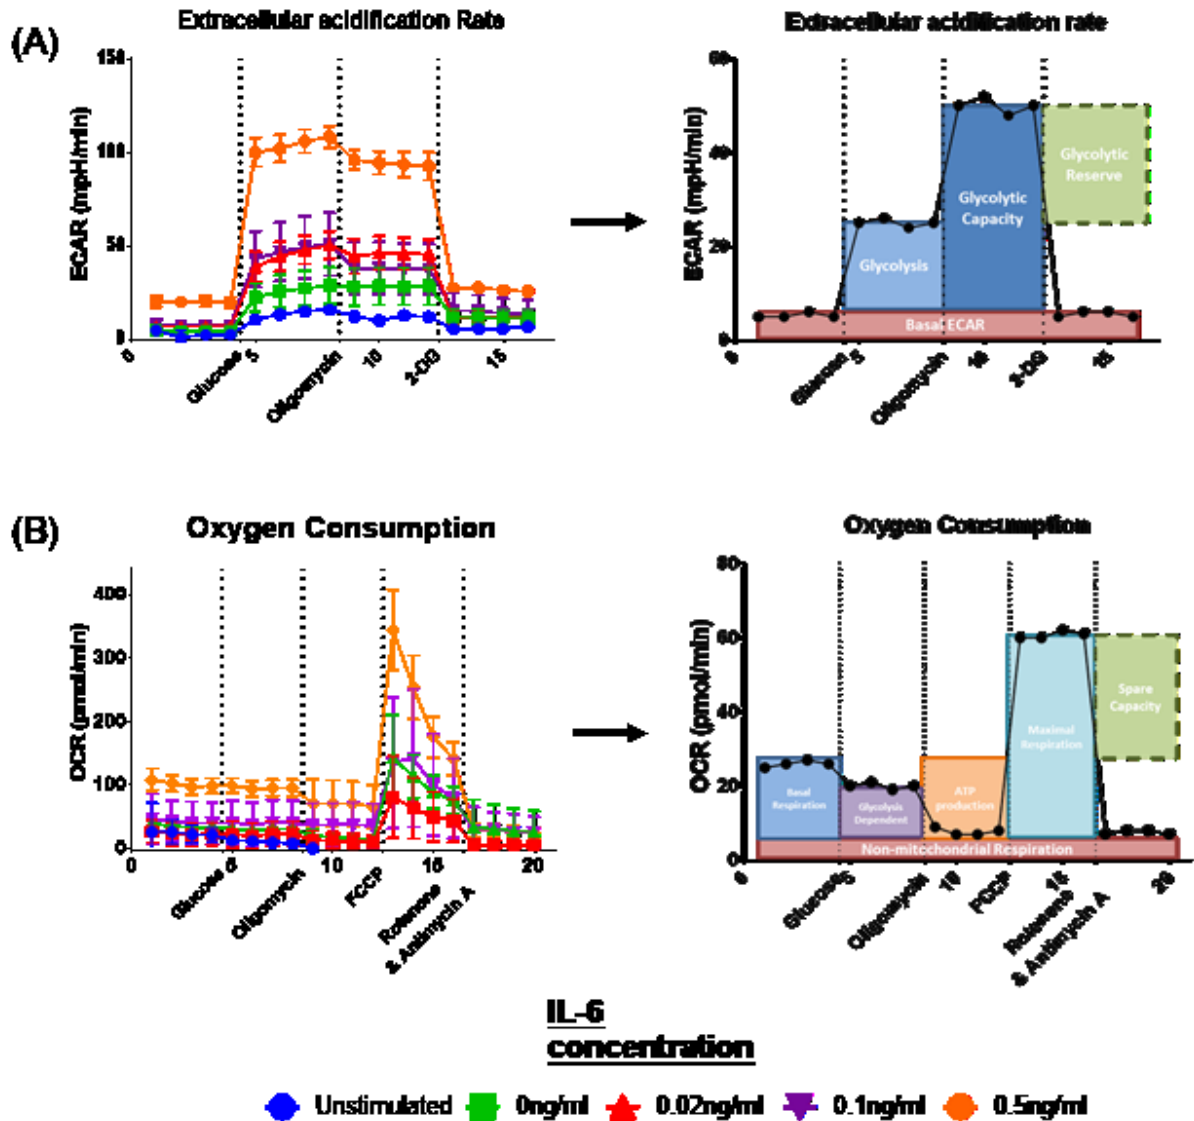 (A)
Extracellular acidification Rate
ECAR (mpH/min)
150
100
50
0
0
Glucose
5
Oligomycin
10
2-DG
15
Extracellular acidification rate
ECAR (mpH/min)
60
40
20
0
0
Glucose
5
Oligomycin
10
2-DG
15
Glycolysis
Glycolytic
Capacity
Glycolytic
Reserve
Basal ECAR
(B)
Oxygen Consumption
OCR (pmol/min)
400
300
200
100
0
0
Glucose
5
Oligomycin
10
FCCP
15
Rotenone
& Antimycin A
20
Oxygen Consumption
OCR (pmol/min)
80
60
40
20
0
0
Glucose
5
Oligomycin
10
FCCP
15
Rotenone
& Antimycin A
20
Basal
Respiration
Glycolysis
Dependent
ATP
production
Maximal
Respiration
Spare
Capacity
Non-mitochondrial Respiration
IL-6
concentration
Unstimulated
0ng/ml
0.02ng/ml
0.1ng/ml
0.5ng/ml